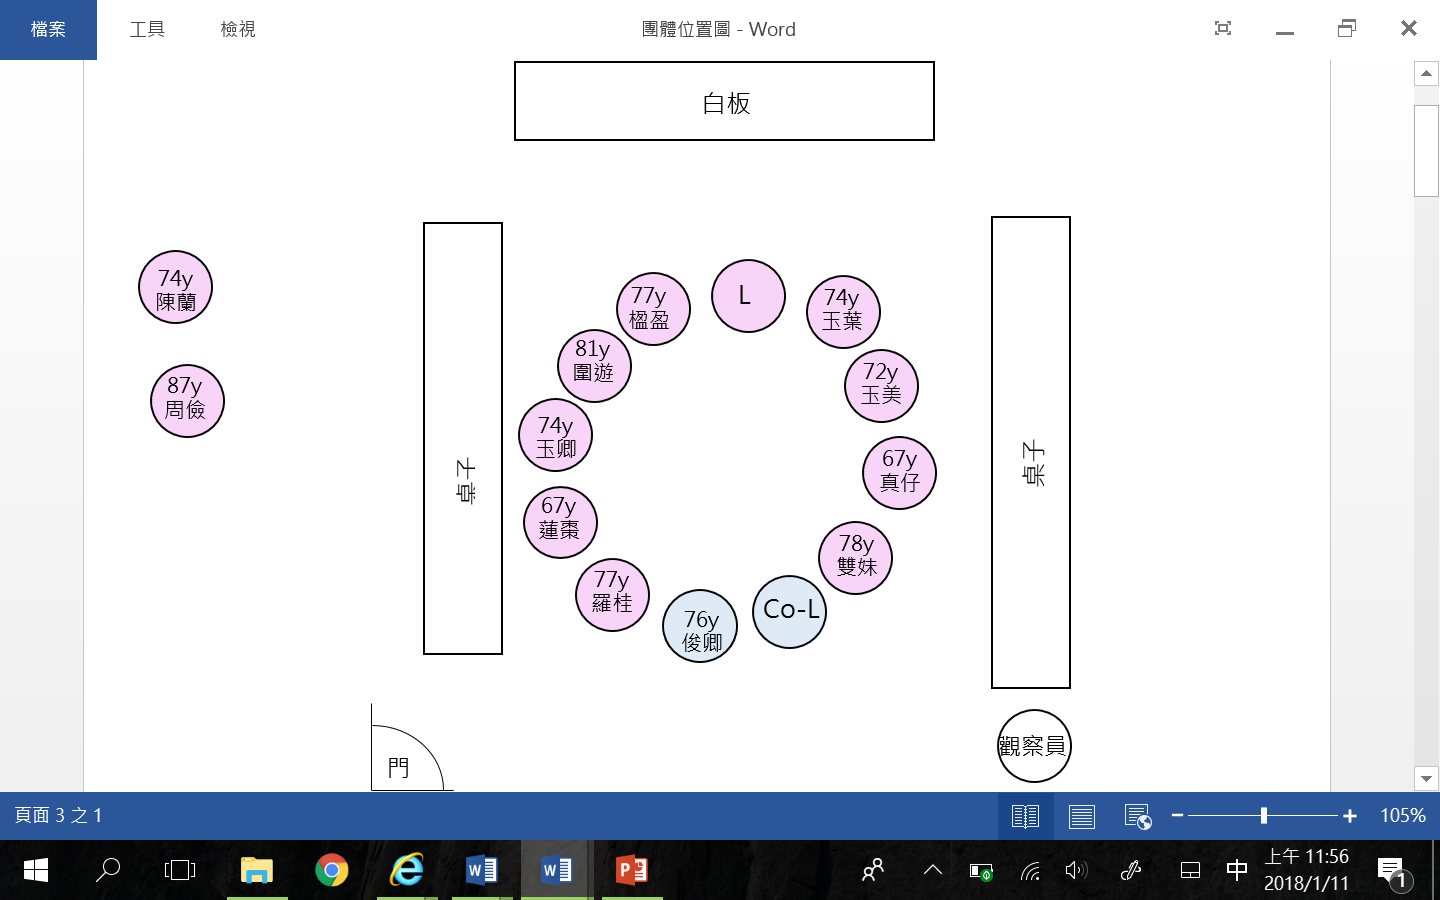 檔案
工具
檢視
團體位置圖 - Word
白板
74y
陳蘭
87y
周儉
桌子
77y
楹盈
L
74y
玉葉
81y
圍遊
72y
玉美
74y
玉卿
67y
真仔
67y
蓮棗
78y
雙妹
77y
羅桂
76y
俊卿
Co-L
桌子
門
觀察員
頁面 3 之 1
105%
中
上午 11:56
2018/1/11
1